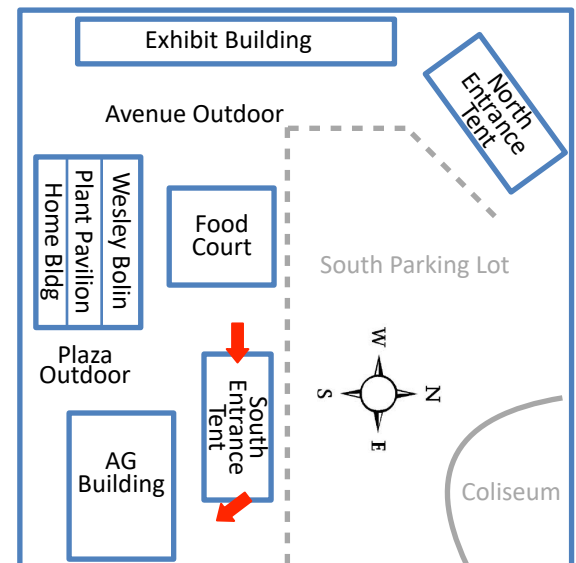 Exhibit Building
North
Entrance
Tent
Avenue Outdoor
Wesley Bolin
Plant Pavilion
Home Bldg
Food
Court
South Parking Lot
W
S
N
E
Plaza
Outdoor
South
Entrance
Tent
AG
Building
Coliseum